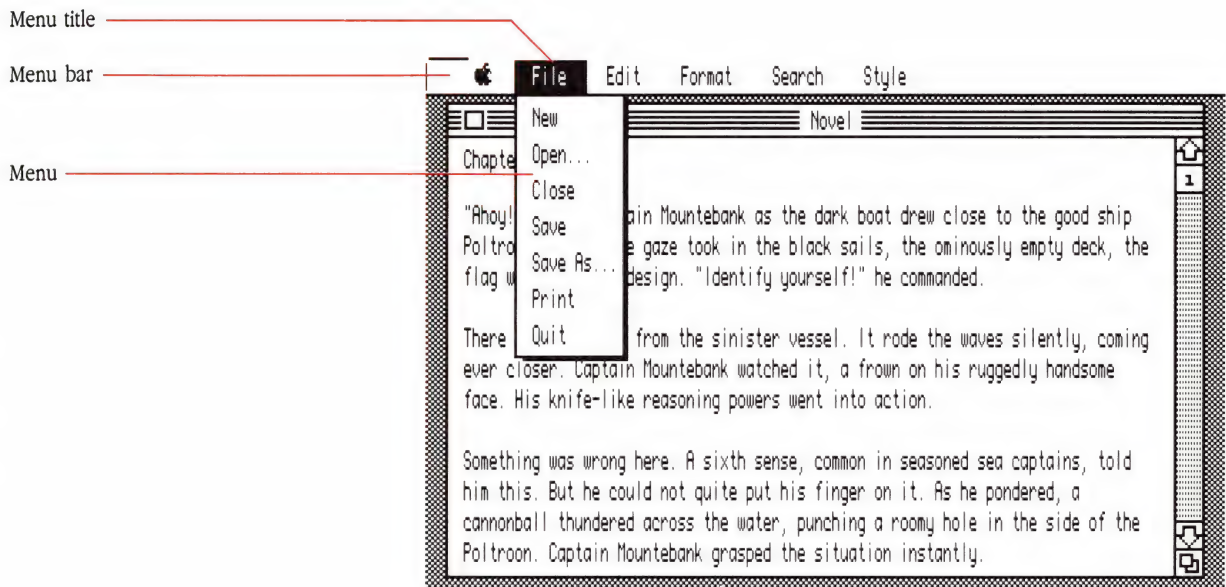 Menu title
Menu bar
Menu
File Edit Format Search Style
Novel
New
Open...
Close
Save
Save As...
Print
Quit
1
"Ahoy! ain Mountebank as the dark boat drew close to the good ship
Poltro e gaze took in the black sails, the ominously empty deck, the
flag w design. "Identify yourself!" he commanded.
There from the sinister vessel. It rode the waves silently, coming
ever closer. Captain Mountebank watched it, a frown on his ruggedly handsome
face. His knife-like reasoning powers went into action.
Something was wrong here. A sixth sense, common in seasoned sea captains, told
him this. But he could not quite put his finger on it. As he pondered, a
cannonball thundered across the water, punching a roomy hole in the side of the
Poltroon. Captain Mountebank grasped the situation instantly.